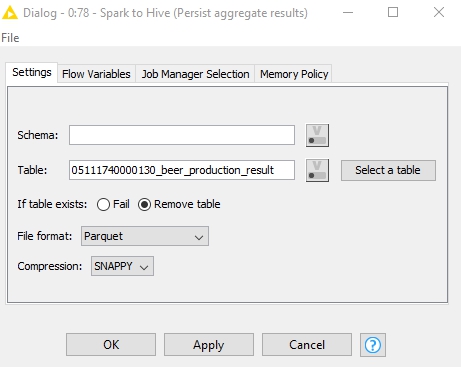 Dialog - 0:78 - Spark to Hive (Persist aggregate results)
File
Settings Flow Variables Job Manager Selection Memory Policy
Schema: V
Table: 05111740000130_beer_production_result V Select a table
If table exists: Fail Remove table
File format: Parquet
Compression: SNAPPY
OK Apply Cancel ?